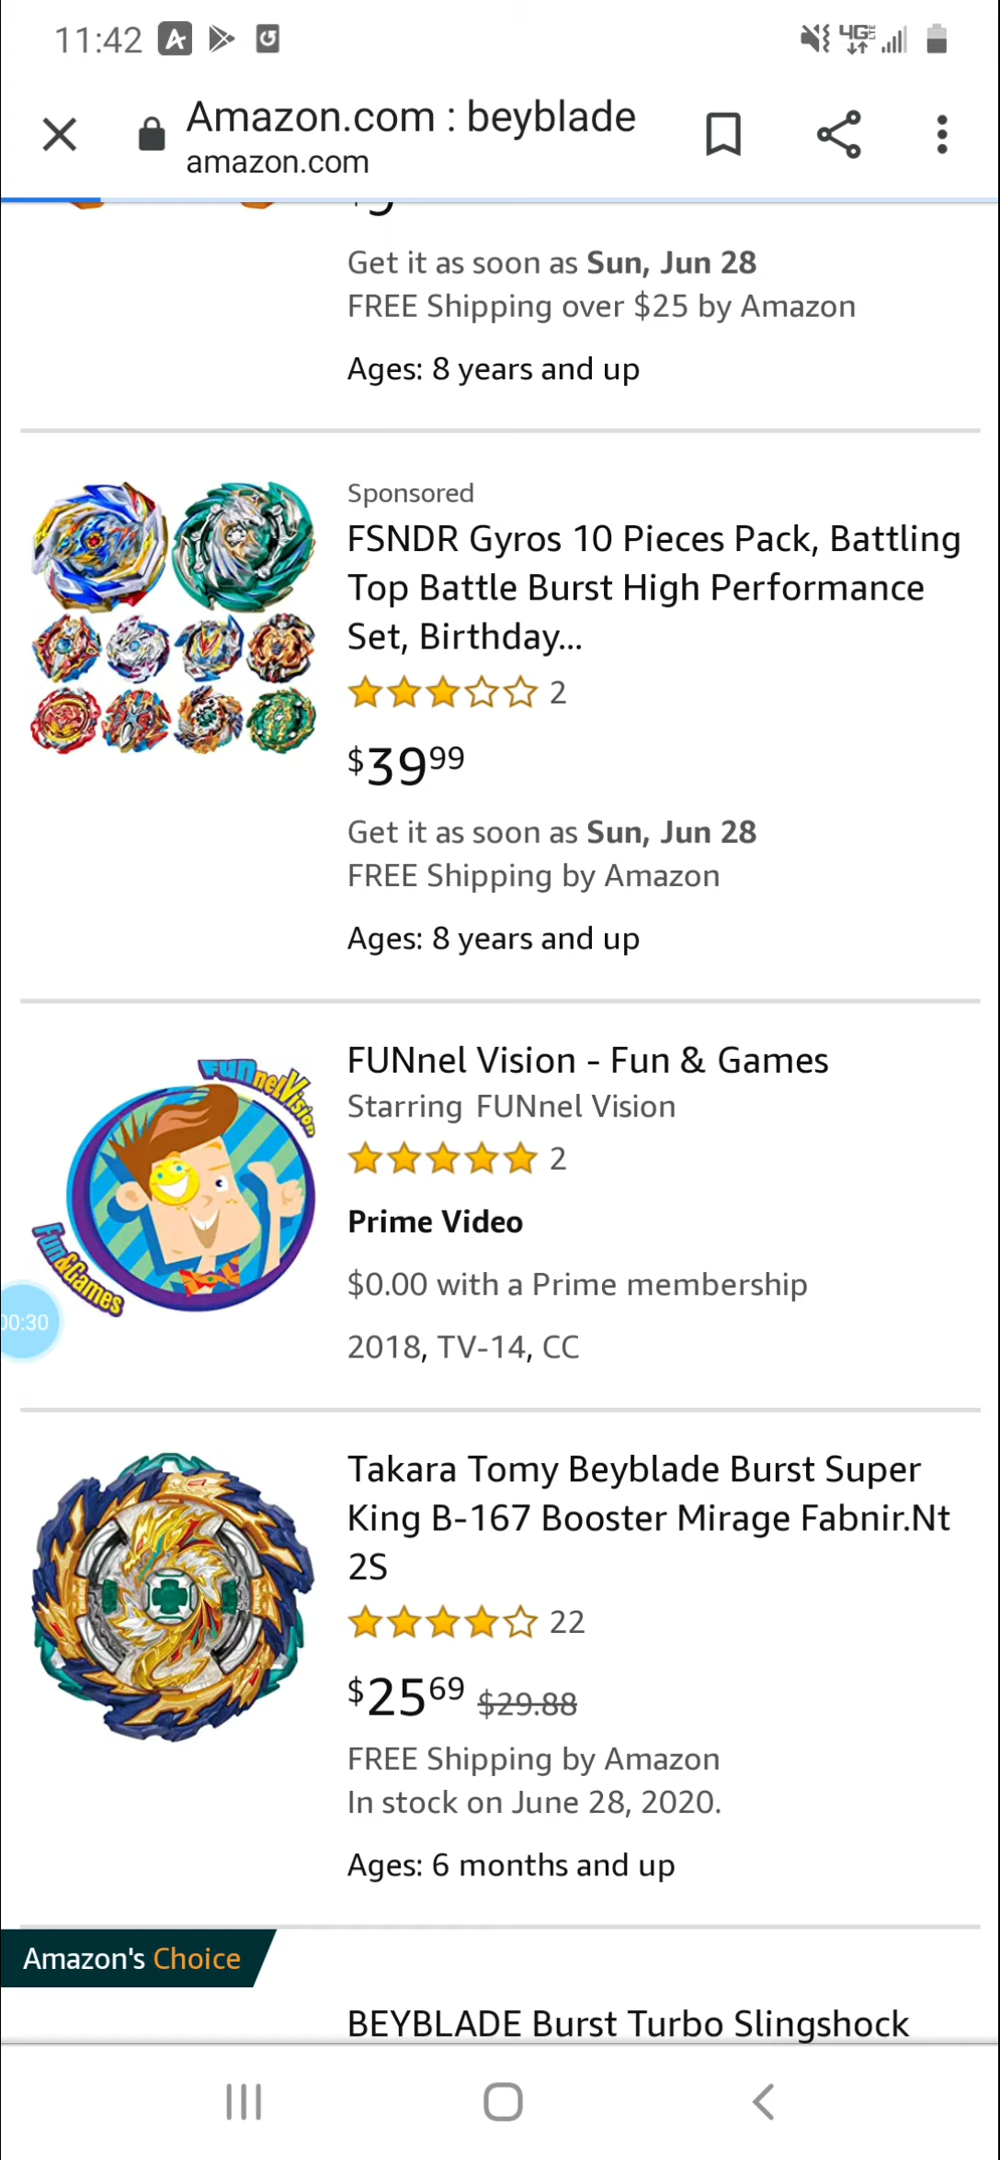 11:42
4GE
Amazon.com : beyblade
amazon.com
Get it as soon as Sun, Jun 28
FREE Shipping over $25 by Amazon
Ages: 8 years and up
Sponsored
FSNDR Gyros 10 Pieces Pack, Battling
Top Battle Burst High Performance
Set, Birthday...
2
$39 99
Get it as soon as Sun, Jun 28
FREE Shipping by Amazon
Ages: 8 years and up
FUNnelVision
Fun&Games
FUNnel Vision - Fun & Games
Starring FUNnel Vision
2
Prime Video
$0.00 with a Prime membership
00:30
2018, TV-14, CC
Takara Tomy Beyblade Burst Super
King B-167 Booster Mirage Fabnir.Nt
2S
22
$25 69 $29.88
FREE Shipping by Amazon
In stock on June 28, 2020.
Ages: 6 months and up
Amazon's Choice
BEYBLADE Burst Turbo Slingshock